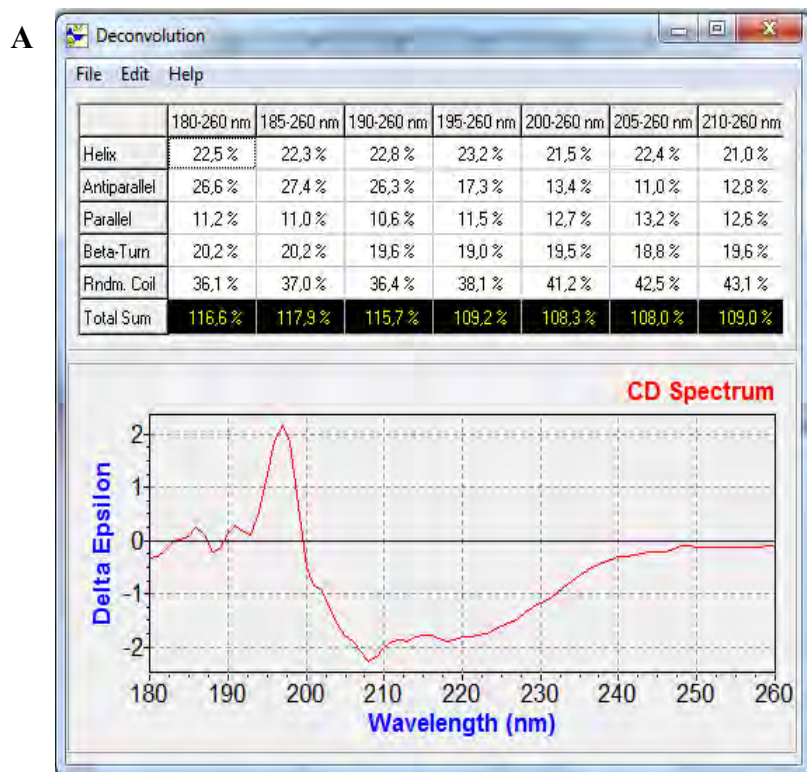 A
Deconvolution
File Edit Help
180-260 nm 185-260 nm 190-260 nm 195-260 nm 200-260 nm 205-260 nm 210-260 nm
Helix 22,5 % 22,3 % 22,8 % 23,2 % 21,5 % 22,4 % 21,0 %
Antiparallel 26,6 % 27,4 % 26,3 % 17,3 % 13,4 % 11,0 % 12,8 %
Parallel 11,2 % 11,0 % 10,6 % 11,5 % 12,7 % 13,2 % 12,6 %
Beta-Turn 20,2 % 20,2 % 19,6 % 19,0 % 19,5 % 18,8 % 19,6 %
Rndm. Coil 36,1 % 37,0 % 36,4 % 38,1 % 41,2 % 42,5 % 43,1 %
Total Sum 116,6 % 117,9 % 115,7 % 109,2 % 108,3 % 108,0 % 109,0 %
CD Spectrum
Delta Epsilon
2
1
0
-1
-2
180 190 200 210 220 230 240 250 260
Wavelength (nm)